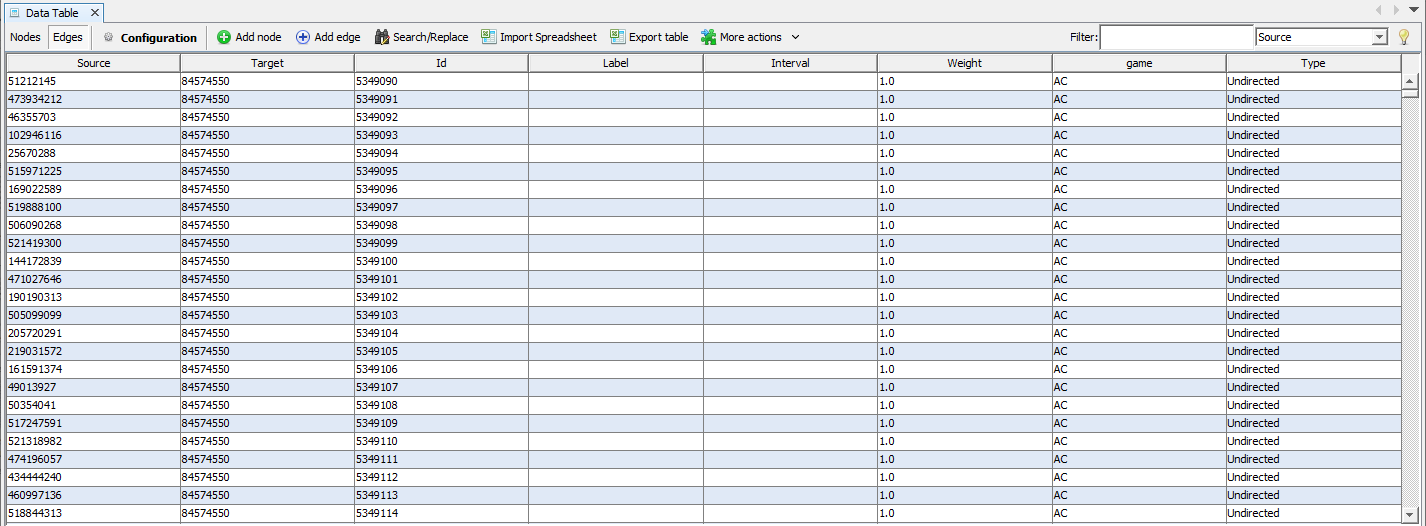 Data Table
Nodes Edges Configuration Add node Add edge Search/Replace Import Spreadsheet Export table More actions Filter: Source
Source Target Id Label Interval Weight game Type
51212145 84574550 5349090 1.0 AC Undirected
473934212 84574550 5349091 1.0 AC Undirected
46355703 84574550 5349092 1.0 AC Undirected
102946116 84574550 5349093 1.0 AC Undirected
25670288 84574550 5349094 1.0 AC Undirected
515971225 84574550 5349095 1.0 AC Undirected
169022589 84574550 5349096 1.0 AC Undirected
519888100 84574550 5349097 1.0 AC Undirected
506090268 84574550 5349098 1.0 AC Undirected
521419300 84574550 5349099 1.0 AC Undirected
144172839 84574550 5349100 1.0 AC Undirected
471027646 84574550 5349101 1.0 AC Undirected
190190313 84574550 5349102 1.0 AC Undirected
505099099 84574550 5349103 1.0 AC Undirected
205720291 84574550 5349104 1.0 AC Undirected
219031572 84574550 5349105 1.0 AC Undirected
161591374 84574550 5349106 1.0 AC Undirected
49013927 84574550 5349107 1.0 AC Undirected
50354041 84574550 5349108 1.0 AC Undirected
517247591 84574550 5349109 1.0 AC Undirected
521318982 84574550 5349110 1.0 AC Undirected
474196057 84574550 5349111 1.0 AC Undirected
434444240 84574550 5349112 1.0 AC Undirected
460997136 84574550 5349113 1.0 AC Undirected
518844313 84574550 5349114 1.0 AC Undirected